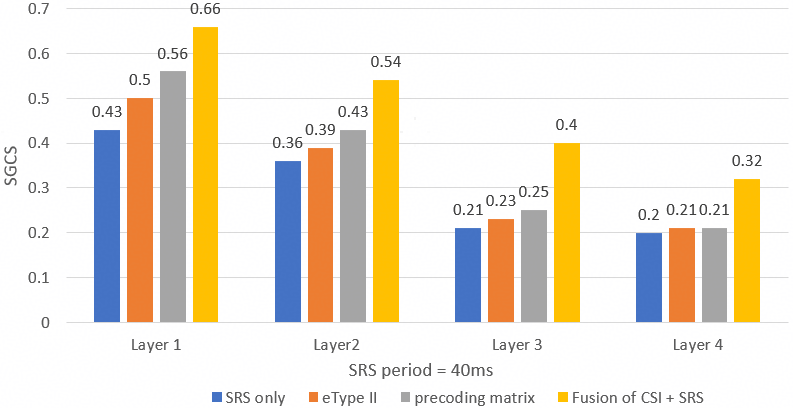 0.7
0.6
0.5
0.4
0.3
0.2
0.1
0
SGCS
0.43
0.5
0.56
0.66
0.36
0.39
0.43
0.54
0.21
0.23
0.25
0.4
0.2
0.21
0.21
0.32
Layer 1
Layer2
Layer 3
Layer 4
SRS period = 40ms
SRS only
eType II
precoding matrix
Fusion of CSI + SRS